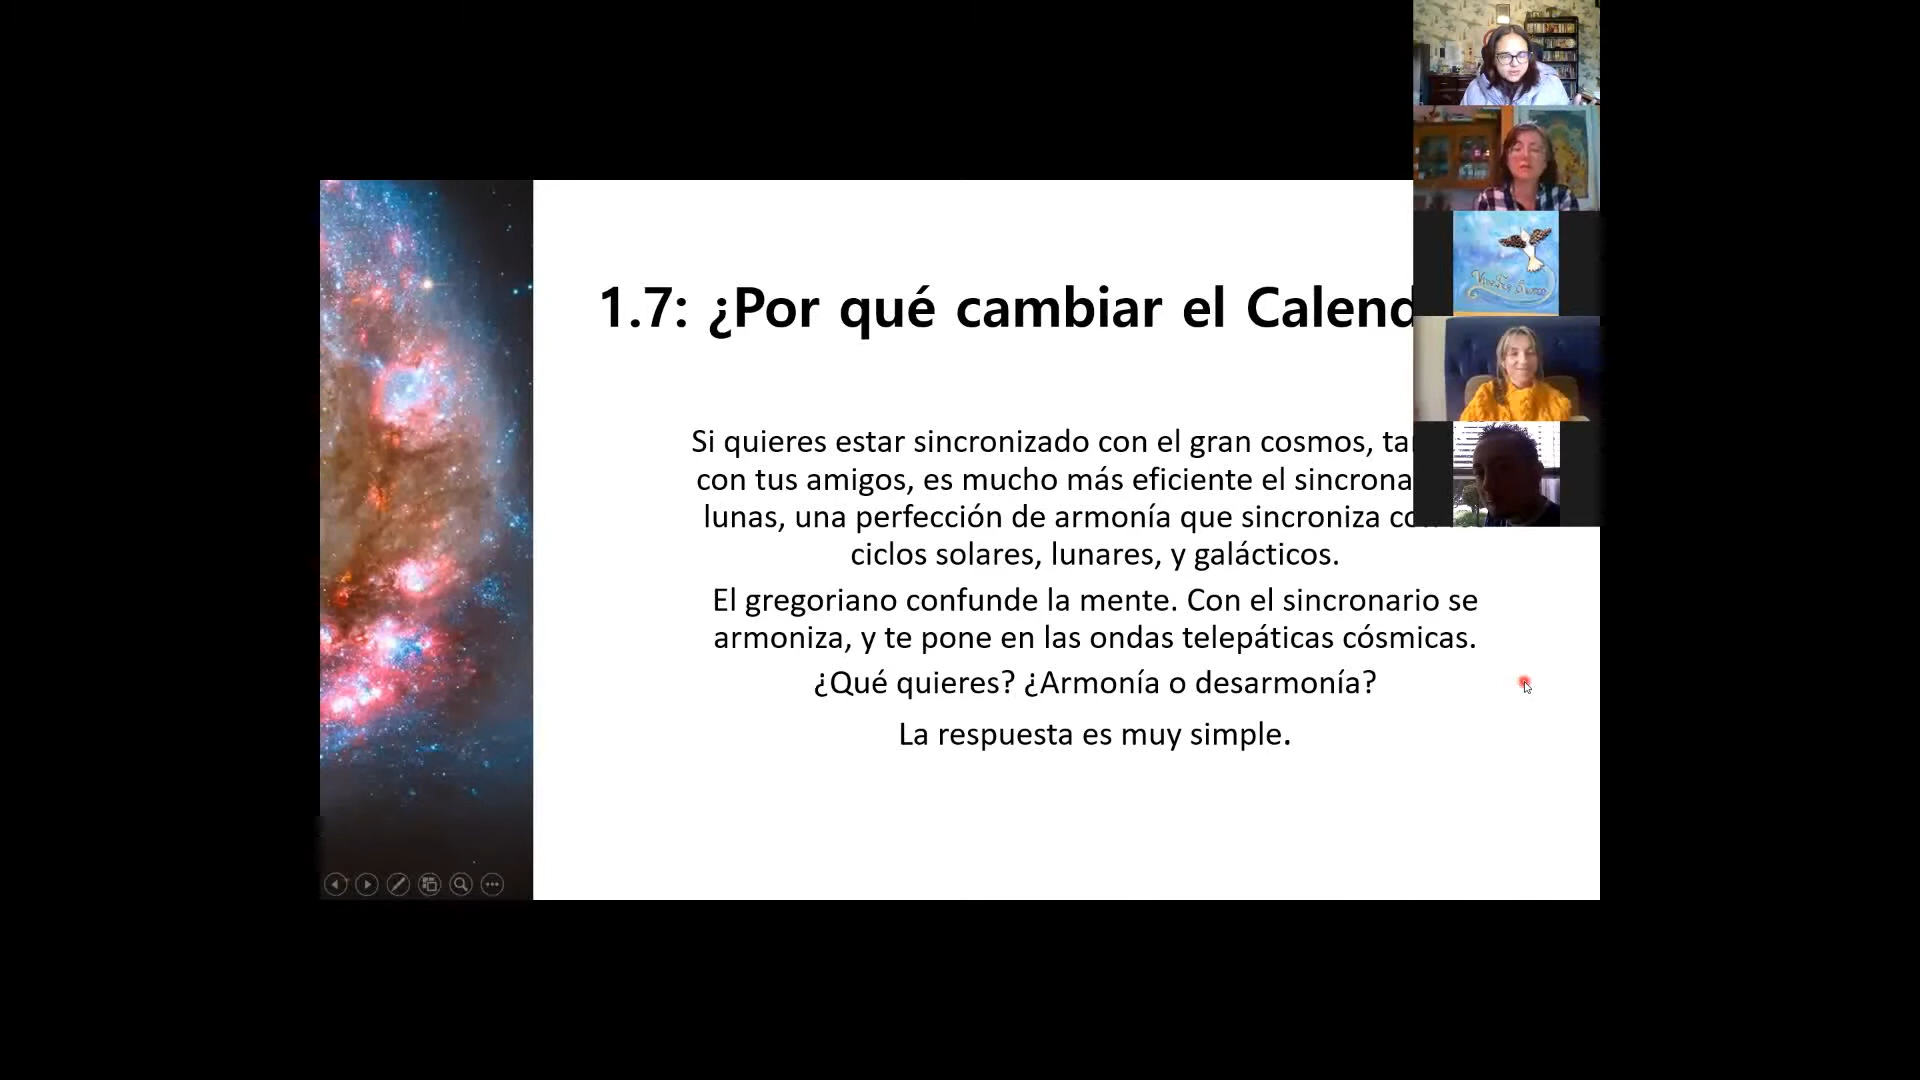 1.7: ¿Por qué cambiar el Calend
Si quieres estar sincronizado con el gran cosmos, ta
con tus amigos, es mucho más eficiente el sincrona
lunas, una perfección de armonía que sincroniza co
ciclos solares, lunares, y galácticos.
El gregoriano confunde la mente. Con el sincronario se
armoniza, y te pone en las ondas telepáticas cósmicas.
¿Qué quieres? ¿Armonía o desarmonía?
La respuesta es muy simple.